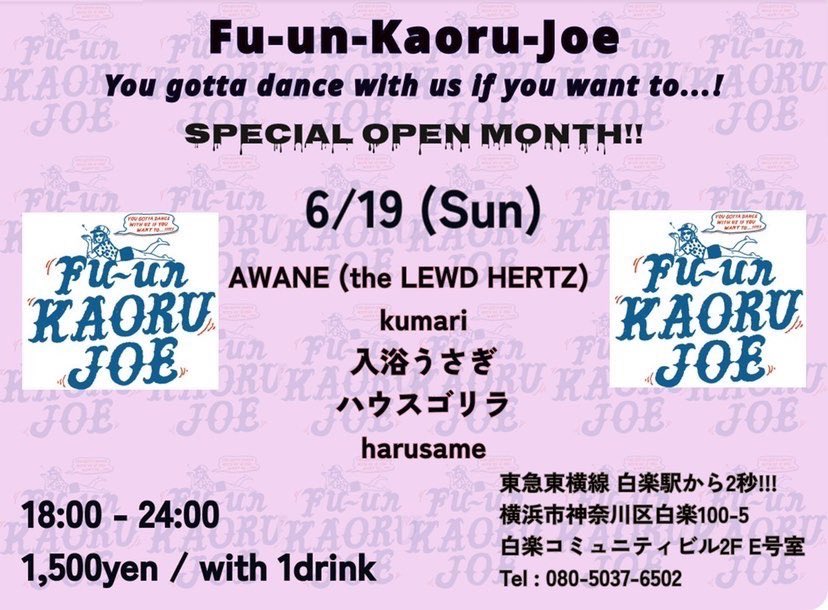 Fu-un-Kaoru-Joe
You gotta dance with us if you want to...!
SPECIAL OPEN MONTH!!
6/19 (Sun)
AWANE (the LEWD HERTZ)
kumari
入浴うさぎ
ハウスゴリラ
harusame
YOU GOTTA DANCE
WITH US IF YOU
WANT TO...!!!!
Fu-un
KAORU
JOE
YOU GOTTA DANCE
WITH US IF YOU
WANT TO...!!!!
Fu-un
KAORU
JOE
18:00 - 24:00
1,500yen / with 1drink
東急東横線 白楽駅から2秒!!!
横浜市神奈川区白楽100-5
白楽コミュニティビル2F E号室
Tel : 080-5037-6502